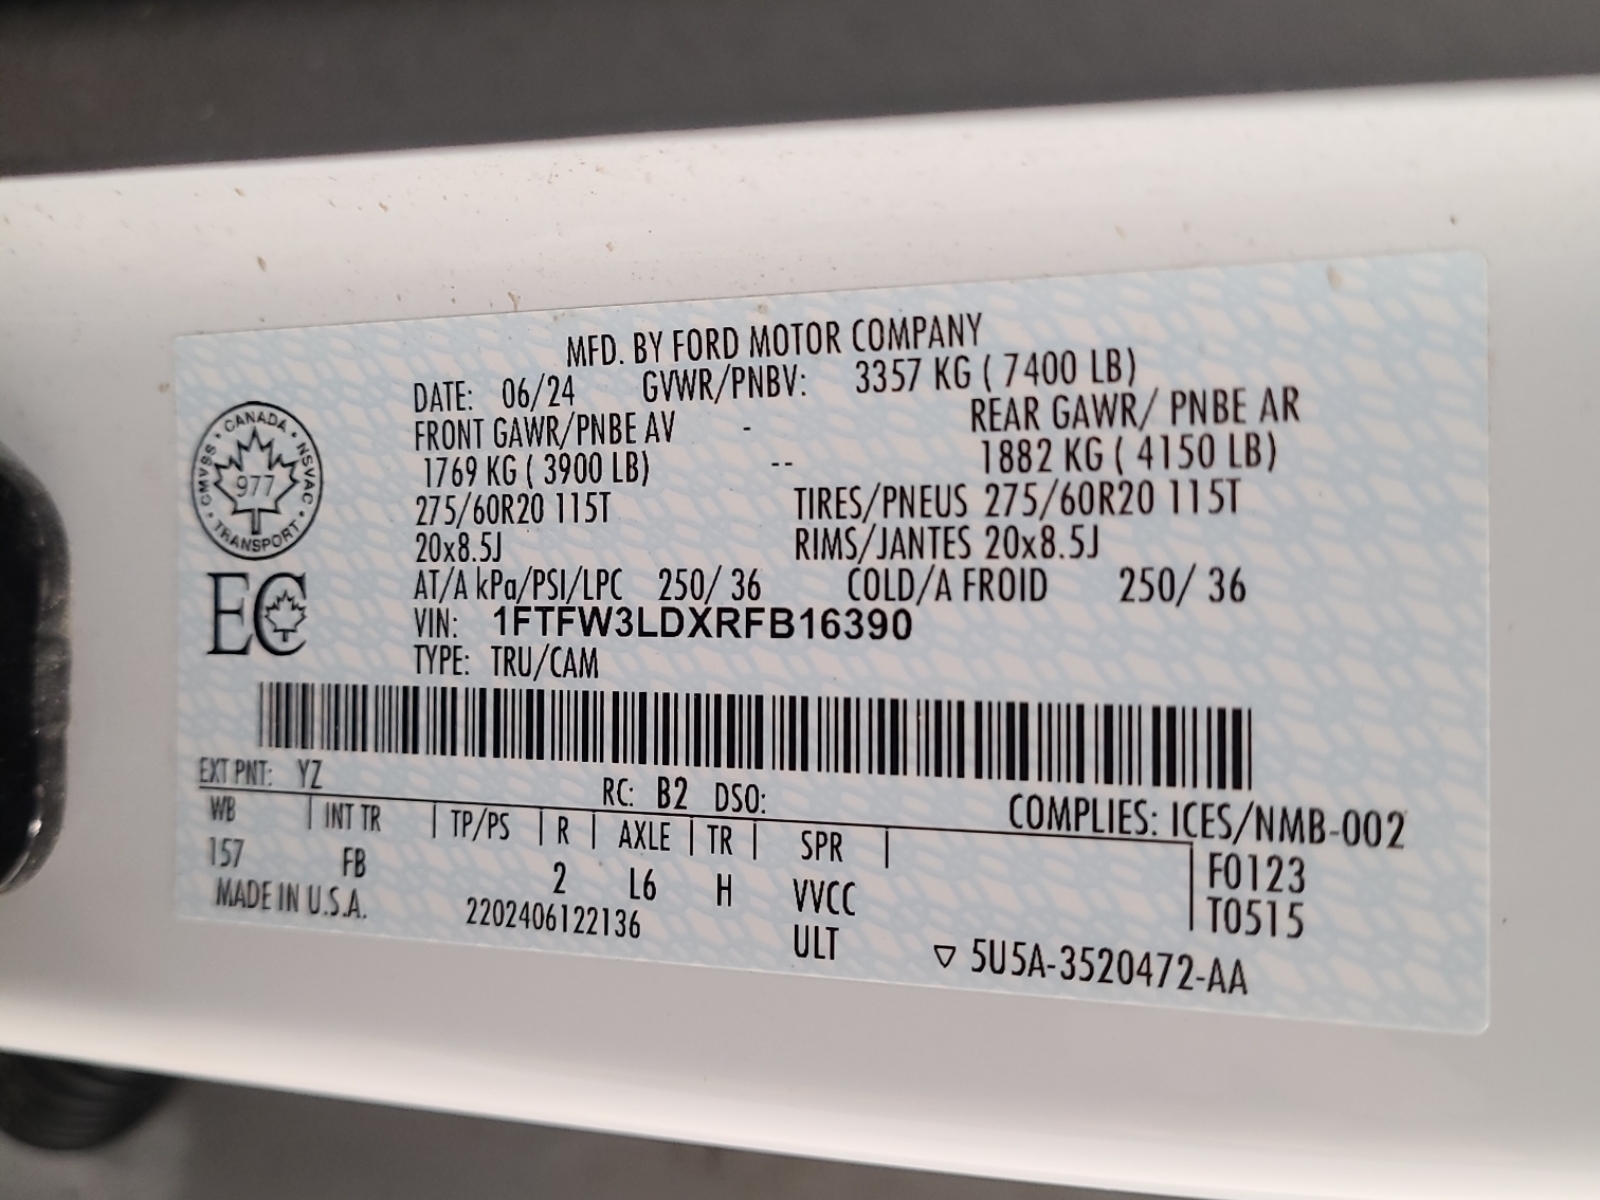 MFD. BY FORD MOTOR COMPANY
DATE: 06/24 GVWR/PNBV: 3357 KG ( 7400 LB)
FRONT GAWR/PNBE AV - REAR GAWR/ PNBE AR
1769 KG ( 3900 LB) -- 1882 KG ( 4150 LB)
275/60R20 115T TIRES/PNEUS 275/60R20 115T
20x8.5J RIMS/JANTES 20x8.5J
AT/A kPa/PSI/LPC 250/ 36 COLD/A FROID 250/ 36
VIN: 1FTFW3LDXRFB16390
TYPE: TRU/CAM
CANADA • NSVAC • TRANSPORT • CMVSS •
977
EC
EXT PNT: YZ RC: B2 DSO: COMPLIES: ICES/NMB-002
WB | INT TR | TP/PS | R | AXLE | TR | SPR |
157 FB 2 L6 H VVCC
F0123
T0515
MADE IN U.S.A. 2202406122136 ULT ▽ 5U5A-3520472-AA